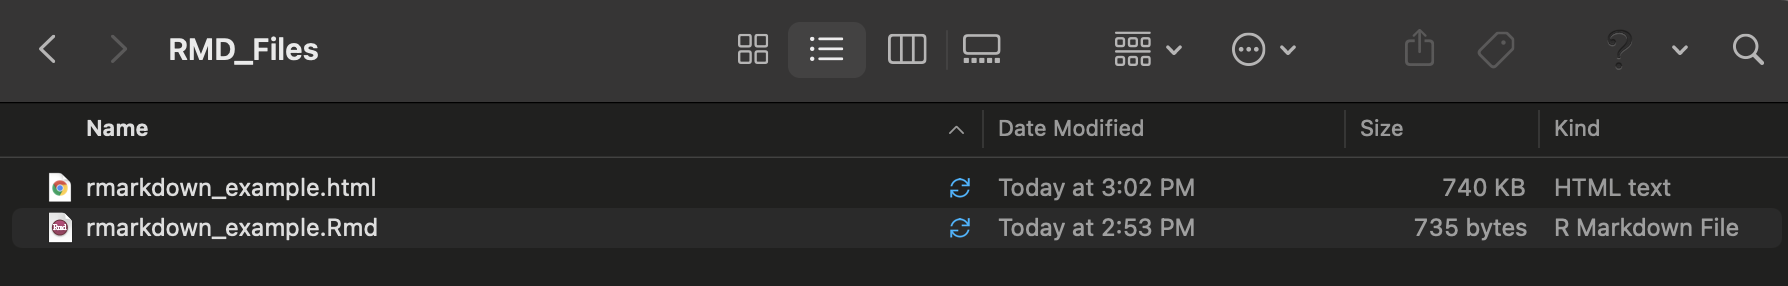 RMD_Files
Name Date Modified Size Kind
rmarkdown_example.html Today at 3:02 PM 740 KB HTML text
Rmd rmarkdown_example.Rmd Today at 2:53 PM 735 bytes R Markdown File